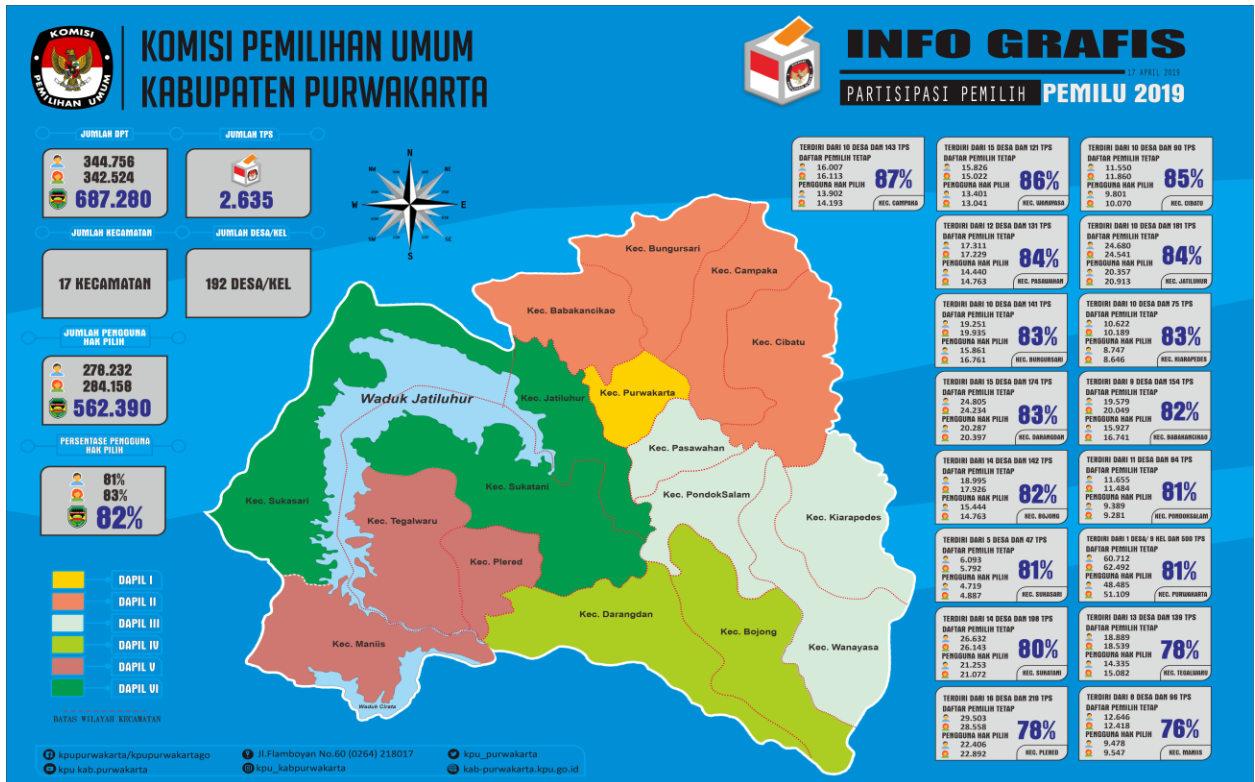 KOMISI
PEMILIHAN UMUM
KOMISI PEMILIHAN UMUM
KABUPATEN PURWAKARTA
INFO GRAFIS
17 APRIL 2019
PARTISIPASI PEMILIH PEMILU 2019
JUMLAH DPT
344.756
342.524
687.280
JUMLAH TPS
2.635
JUMLAH KECAMATAN
17 KECAMATAN
JUMLAH DESA/KEL
192 DESA/KEL
JUMLAH PENGGUNA
HAK PILIH
278.232
284.158
562.390
PERSENTASE PENGGUNA
HAK PILIH
81%
83%
82%
DAPIL I
DAPIL II
DAPIL III
DAPIL IV
DAPIL V
DAPIL VI
BATAS WILAYAH KECAMATAN
N
NE
E
SE
S
SW
W
NW
Kec. Bungursari
Kec. Campaka
Kec. Babakancikao
Kec. Cibatu
Kec. Purwakarta
Waduk Jatiluhur
Kec. Jatiluhur
Kec. Pasawahan
Kec. Sukasari
Kec. Sukatani
Kec. PondokSalam
Kec. Kiarapedes
Kec. Tegalwaru
Kec. Plered
Kec. Darangdan
Kec. Bojong
Kec. Maniis
Kec. Wanayasa
Waduk Cirata
TERDIRI DARI 10 DESA DAN 143 TPS
DAFTAR PEMILIH TETAP
16.007
16.113
PENGGUNA HAK PILIH
13.902
14.193
87%
KEC. CAMPAKA
TERDIRI DARI 15 DESA DAN 121 TPS
DAFTAR PEMILIH TETAP
15.826
15.022
PENGGUNA HAK PILIH
13.401
13.041
86%
KEC. WANAYASA
TERDIRI DARI 10 DESA DAN 90 TPS
DAFTAR PEMILIH TETAP
11.550
11.860
PENGGUNA HAK PILIH
9.801
10.070
85%
KEC. CIBATU
TERDIRI DARI 12 DESA DAN 131 TPS
DAFTAR PEMILIH TETAP
17.311
17.229
PENGGUNA HAK PILIH
14.440
14.763
84%
KEC. PASAWAHAN
TERDIRI DARI 10 DESA DAN 181 TPS
DAFTAR PEMILIH TETAP
24.680
24.541
PENGGUNA HAK PILIH
20.357
20.913
84%
KEC. JATILUHUR
TERDIRI DARI 10 DESA DAN 141 TPS
DAFTAR PEMILIH TETAP
19.251
19.935
PENGGUNA HAK PILIH
15.861
16.761
83%
KEC. BUNGURSARI
TERDIRI DARI 10 DESA DAN 75 TPS
DAFTAR PEMILIH TETAP
10.622
10.189
PENGGUNA HAK PILIH
8.747
8.646
83%
KEC. KIARAPEDES
TERDIRI DARI 15 DESA DAN 174 TPS
DAFTAR PEMILIH TETAP
24.805
24.234
PENGGUNA HAK PILIH
20.287
20.397
83%
KEC. DARANGDAN
TERDIRI DARI 9 DESA DAN 154 TPS
DAFTAR PEMILIH TETAP
19.579
20.049
PENGGUNA HAK PILIH
15.927
16.741
82%
KEC. BABAKANCIKAO
TERDIRI DARI 14 DESA DAN 142 TPS
DAFTAR PEMILIH TETAP
18.995
17.926
PENGGUNA HAK PILIH
15.444
14.763
82%
KEC. BOJONG
TERDIRI DARI 11 DESA DAN 84 TPS
DAFTAR PEMILIH TETAP
11.655
11.484
PENGGUNA HAK PILIH
9.389
9.281
81%
KEC. PONDOKSALAM
TERDIRI DARI 5 DESA DAN 47 TPS
DAFTAR PEMILIH TETAP
6.093
5.792
PENGGUNA HAK PILIH
4.719
4.887
81%
KEC. SUKASARI
TERDIRI DARI 1 DESA/ 9 KEL DAN 500 TPS
DAFTAR PEMILIH TETAP
60.712
62.492
PENGGUNA HAK PILIH
48.485
51.109
81%
KEC. PURWAKARTA
TERDIRI DARI 14 DESA DAN 198 TPS
DAFTAR PEMILIH TETAP
26.632
26.143
PENGGUNA HAK PILIH
21.253
21.072
80%
KEC. SUKATANI
TERDIRI DARI 13 DESA DAN 139 TPS
DAFTAR PEMILIH TETAP
18.889
18.539
PENGGUNA HAK PILIH
14.335
15.082
78%
KEC. TEGALWARU
TERDIRI DARI 16 DESA DAN 219 TPS
DAFTAR PEMILIH TETAP
29.503
28.558
PENGGUNA HAK PILIH
22.406
22.892
78%
KEC. PLERED
TERDIRI DARI 8 DESA DAN 96 TPS
DAFTAR PEMILIH TETAP
12.646
12.418
PENGGUNA HAK PILIH
9.478
9.547
76%
KEC. MANIIS
kpupurwakarta/kpupurwakartago
Jl.Flamboyan No.60 (0264) 218017
kpu_purwakarta
kpu kab.purwakarta
kpu_kabpurwakarta
kab-purwakarta.kpu.go.id